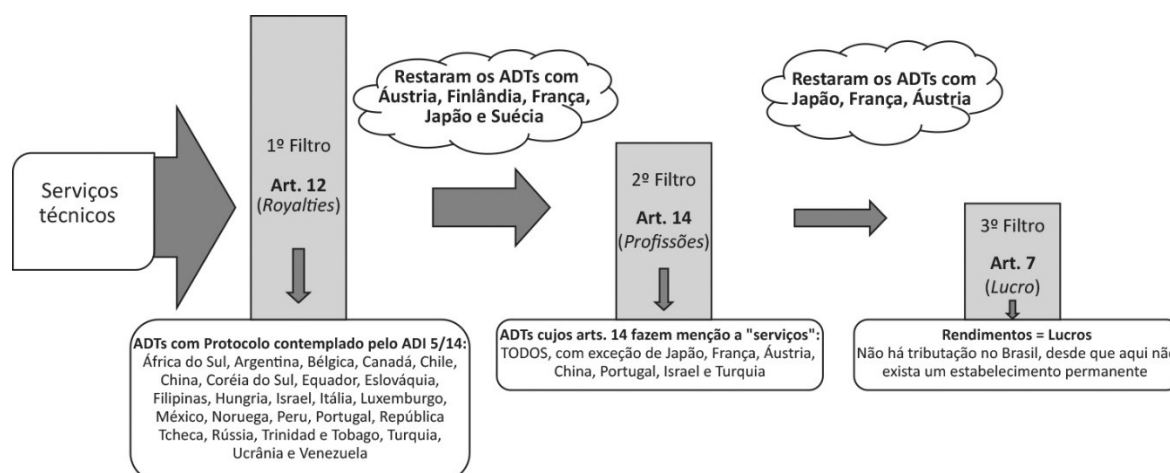 Serviços
técnicos
1º Filtro
Art. 12
(Royalties)
ADTs com Protocolo contemplado pelo ADI 5/14:
África do Sul, Argentina, Bélgica, Canadá, Chile,
China, Coréia do Sul, Equador, Eslováquia,
Filipinas, Hungria, Israel, Itália, Luxemburgo,
México, Noruega, Peru, Portugal, República
Tcheca, Rússia, Trinidad e Tobago, Turquia,
Ucrânia e Venezuela
Restaram os ADTs com
Áustria, Finlândia, França,
Japão e Suécia
2º Filtro
Art. 14
(Profissões)
ADTs cujos arts. 14 fazem menção a "serviços":
TODOS, com exceção de Japão, França, Áustria,
China, Portugal, Israel e Turquia
Restaram os ADTs com
Japão, França, Áustria
3º Filtro
Art. 7
(Lucro)
Rendimentos = Lucros
Não há tributação no Brasil, desde que aqui não
exista um estabelecimento permanente